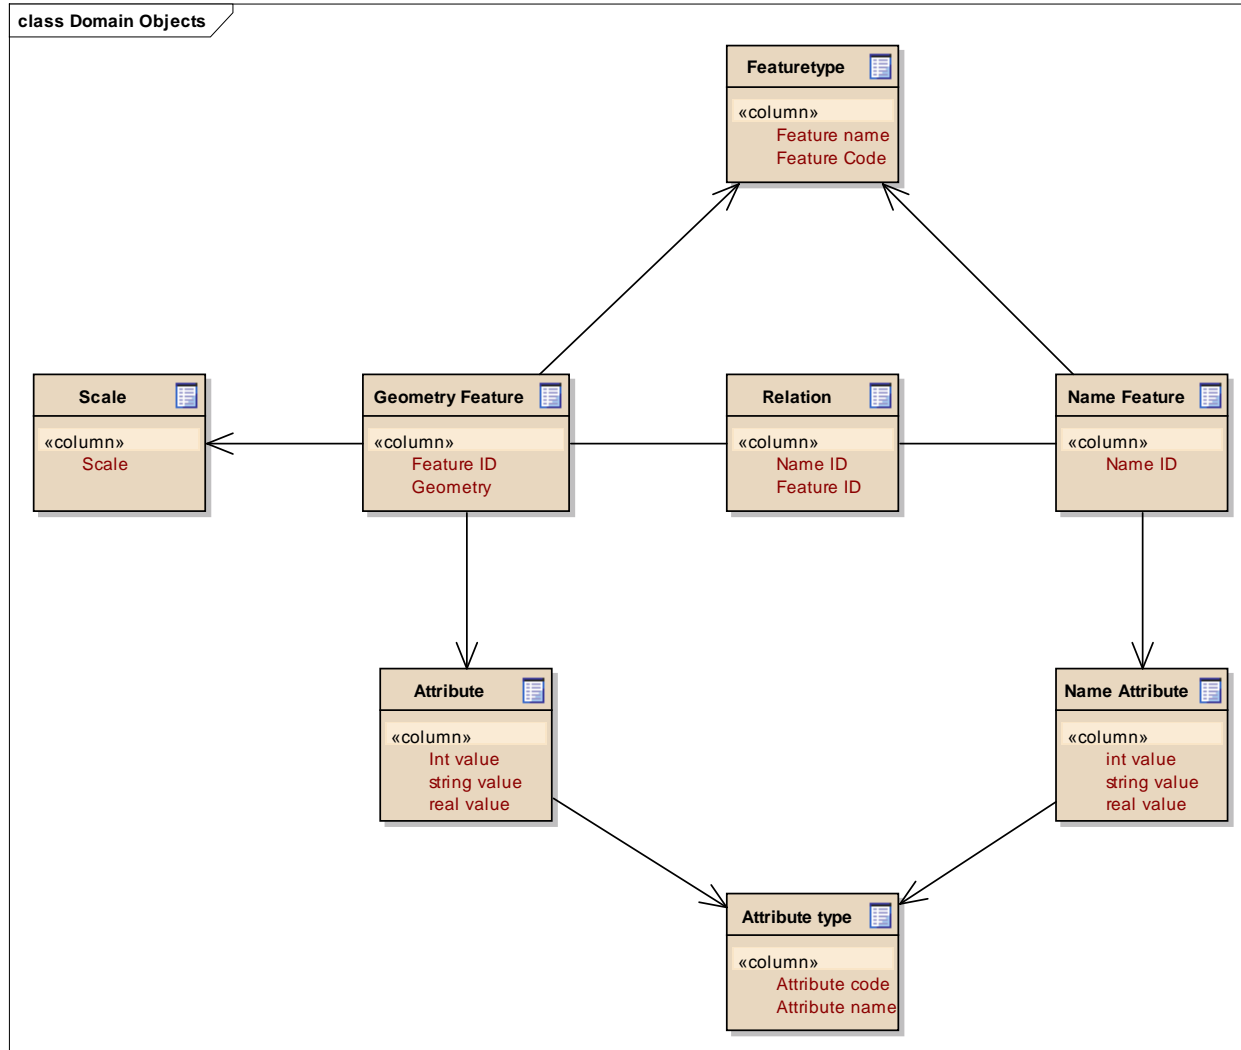 class Domain Objects
Featuretype
«column»
Feature name
Feature Code
Scale
«column»
Scale
Geometry Feature
«column»
Feature ID
Geometry
Relation
«column»
Name ID
Feature ID
Name Feature
«column»
Name ID
Attribute
«column»
Int value
string value
real value
Name Attribute
«column»
int value
string value
real value
Attribute type
«column»
Attribute code
Attribute name